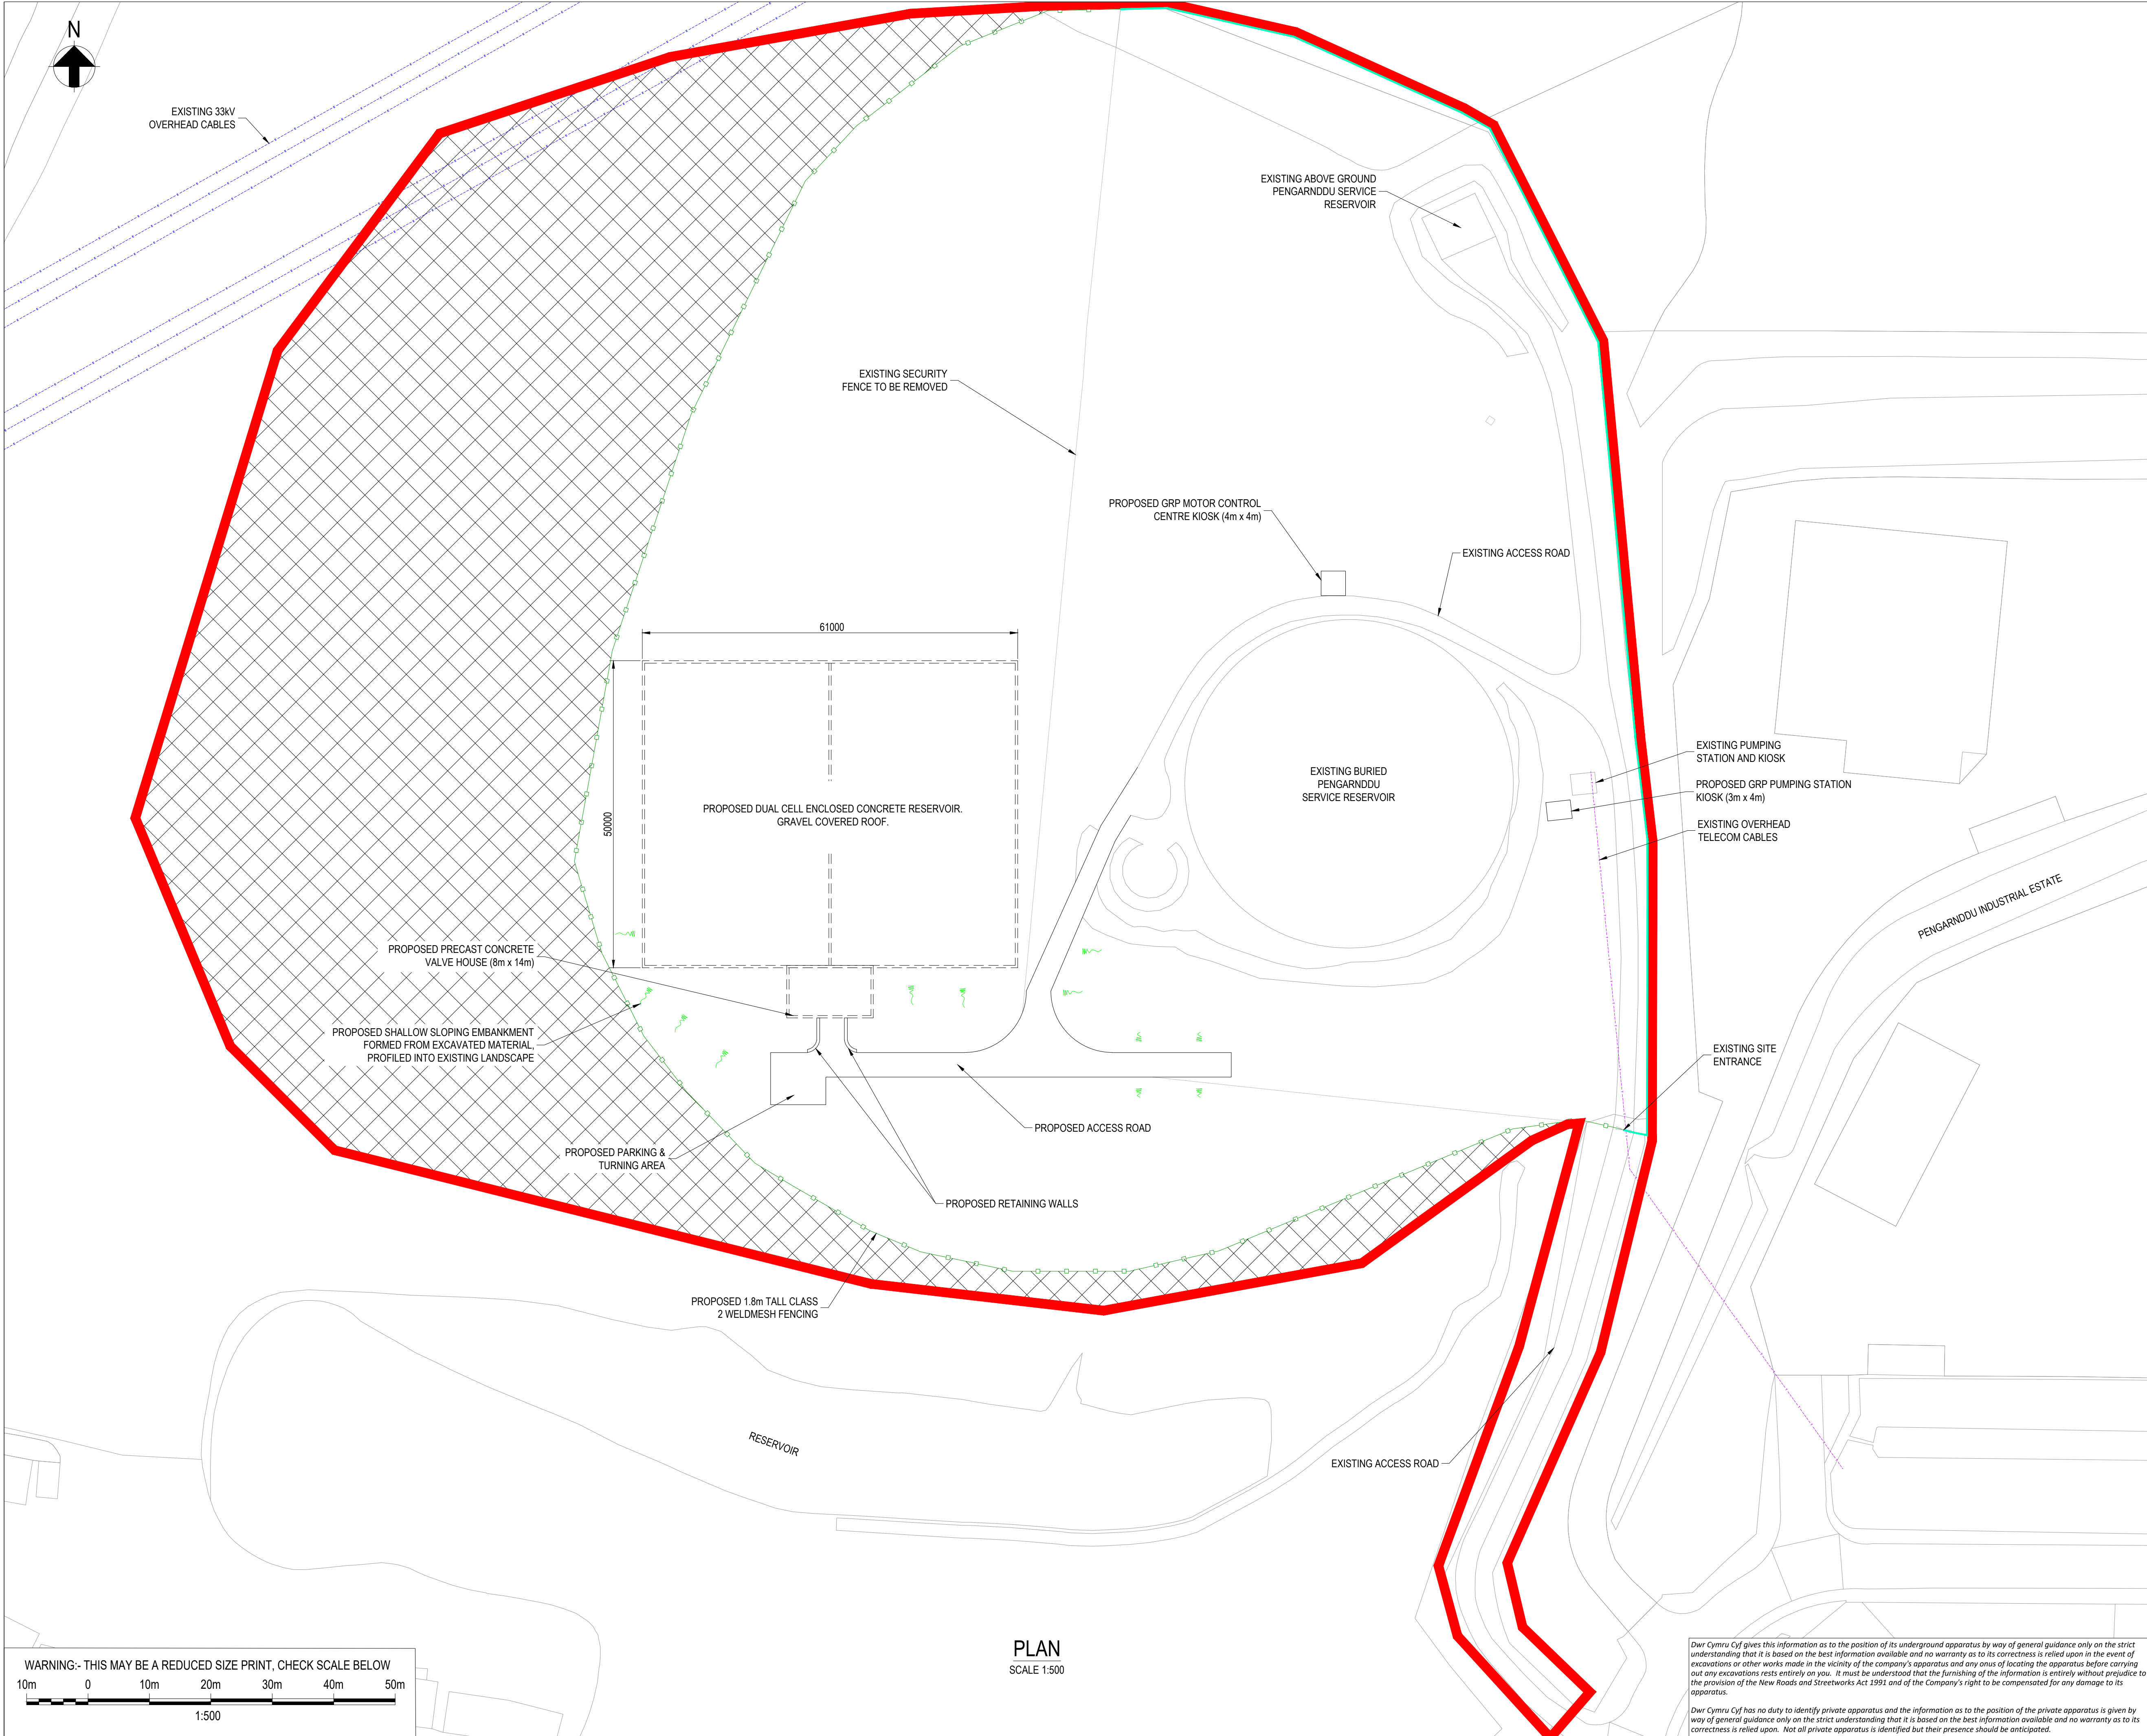 N
EXISTING 33kV
OVERHEAD CABLES
EXISTING ABOVE GROUND
PENGARNDDU SERVICE
RESERVOIR
EXISTING SECURITY
FENCE TO BE REMOVED
PROPOSED GRP MOTOR CONTROL
CENTRE KIOSK (4m x 4m)
EXISTING ACCESS ROAD
61000
50000
PROPOSED DUAL CELL ENCLOSED CONCRETE RESERVOIR.
GRAVEL COVERED ROOF.
EXISTING BURIED
PENGARNDDU
SERVICE RESERVOIR
EXISTING PUMPING
STATION AND KIOSK
PROPOSED GRP PUMPING STATION
KIOSK (3m x 4m)
EXISTING OVERHEAD
TELECOM CABLES
PENGARNDDU INDUSTRIAL ESTATE
PROPOSED PRECAST CONCRETE
VALVE HOUSE (8m x 14m)
PROPOSED SHALLOW SLOPING EMBANKMENT
FORMED FROM EXCAVATED MATERIAL,
PROFILED INTO EXISTING LANDSCAPE
EXISTING SITE
ENTRANCE
PROPOSED ACCESS ROAD
PROPOSED PARKING &
TURNING AREA
PROPOSED RETAINING WALLS
PROPOSED 1.8m TALL CLASS
2 WELDMESH FENCING
RESERVOIR
EXISTING ACCESS ROAD
PLAN
SCALE 1:500
WARNING:- THIS MAY BE A REDUCED SIZE PRINT, CHECK SCALE BELOW
10m 0 10m 20m 30m 40m 50m
1:500
Dwr Cymru Cyf gives this information as to the position of its underground apparatus by way of general guidance only on the strict
understanding that it is based on the best information available and no warranty as to its correctness is relied upon in the event of
excavations or other works made in the vicinity of the company's apparatus and any onus of locating the apparatus before carrying
out any excavations rests entirely on you. It must be understood that the furnishing of the information is entirely without prejudice to
the provision of the New Roads and Streetworks Act 1991 and of the Company's right to be compensated for any damage to its
apparatus.
Dwr Cymru Cyf has no duty to identify private apparatus and the information as to the position of the private apparatus is given by
way of general guidance only on the strict understanding that it is based on the best information available and no warranty as to its
correctness is relied upon. Not all private apparatus is identified but their presence should be anticipated.